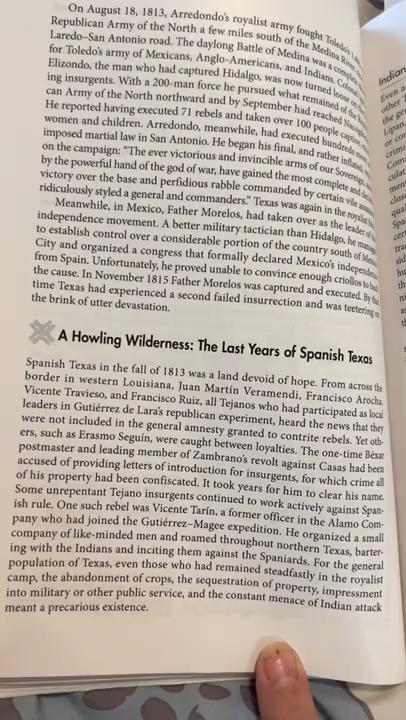 On August 18, 1813, Arredondo's royalist army fought Toledo's
Republican Army of the North a few miles south of the Medina River
Laredo–San Antonio road. The daylong Battle of Medina was a complete
for Toledo's army of Mexicans, Anglo-Americans, and Indians. Colonel
Elizondo, the man who had captured Hidalgo, was now turned loose on
ing insurgents. With a 200-man force he pursued what remained of the
can Army of the North northward and by September had reached
He reported having executed 71 rebels and taken over 100 people captive,
women and children. Arredondo, meanwhile, had executed hundreds more
imposed martial law in San Antonio. He began his final, and rather inflated
on the campaign: "The ever victorious and invincible arms of our Sovereign,
by the powerful hand of the god of war, have gained the most complete and
victory over the base and perfidious rabble commanded by certain vile
ridiculously styled a general and commanders." Texas was again in the royalist
Meanwhile, in Mexico, Father Morelos, had taken over as the leader of
independence movement. A better military tactician than Hidalgo, he
to establish control over a considerable portion of the country south of Mexico
City and organized a congress that formally declared Mexico's independence
from Spain. Unfortunately, he proved unable to convince enough criollos to
the cause. In November 1815 Father Morelos was captured and executed. By
time Texas had experienced a second failed insurrection and was teetering on
the brink of utter devastation.
A Howling Wilderness: The Last Years of Spanish Texas
Spanish Texas in the fall of 1813 was a land devoid of hope. From across the
border in western Louisiana, Juan Martín Veramendi, Francisco Arocha,
Vicente Travieso, and Francisco Ruiz, all Tejanos who had participated as local
leaders in Gutiérrez de Lara's republican experiment, heard the news that they
were not included in the general amnesty granted to contrite rebels. Yet oth-
ers, such as Erasmo Seguín, were caught between loyalties. The one-time Béxar
postmaster and leading member of Zambrano's revolt against Casas had been
accused of providing letters of introduction for insurgents, for which crime all
of his property had been confiscated. It took years for him to clear his name.
Some unrepentant Tejano insurgents continued to work actively against Span-
ish rule. One such rebel was Vicente Tarín, a former officer in the Alamo Com-
pany who had joined the Gutiérrez–Magee expedition. He organized a small
company of like-minded men and roamed throughout northern Texas, barter-
ing with the Indians and inciting them against the Spaniards. For the general
population of Texas, even those who had remained steadfastly in the royalist
camp, the abandonment of crops, the sequestration of property, impressment
into military or other public service, and the constant menace of Indian attack
meant a precarious existence.
Indian
Even a
other
the
Lipan
or